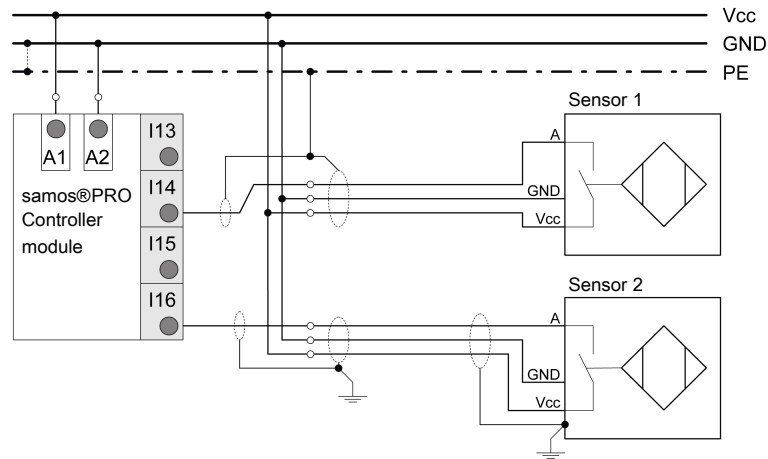 Vcc
GND
PE
Sensor 1
A1
A2
I13
A
I14
samos®PRO
Controller
module
GND
Vcc
I15
I16
Sensor 2
A
GND
Vcc